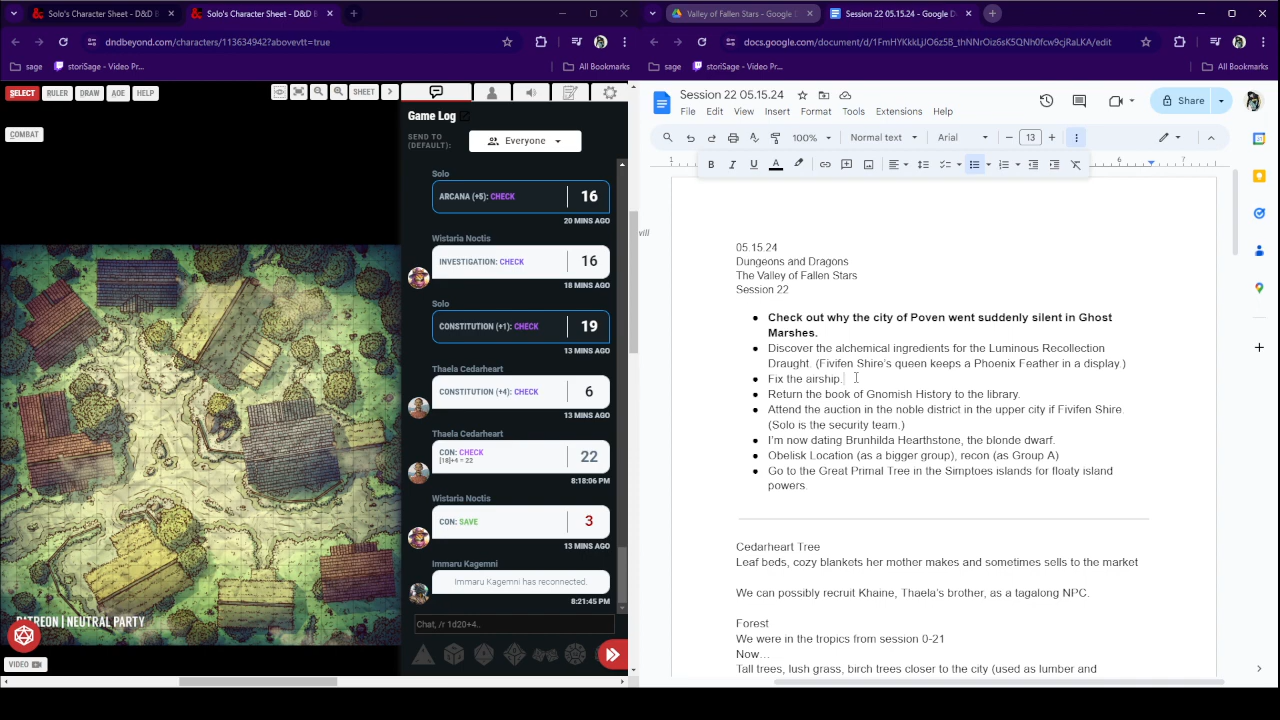 Solo's Character Sheet - D&D B
Solo's Character Sheet - D&D B
dndbeyond.com/characters/113634942?abovevtt=true
sage
storiSage - Video Pr...
All Bookmarks
SELECT
RULER
DRAW
AOE
HELP
SHEET
COMBAT
Game Log
SEND TO
(DEFAULT):
Everyone
Solo
ARCANA (+5): CHECK
16
20 MINS AGO
Wistaria Noctis
INVESTIGATION: CHECK
16
18 MINS AGO
Solo
CONSTITUTION (+1): CHECK
19
13 MINS AGO
Thaela Cedarheart
CONSTITUTION (+4): CHECK
6
13 MINS AGO
Thaela Cedarheart
CON: CHECK
[18]+4 = 22
22
8:18:06 PM
Wistaria Noctis
CON: SAVE
3
13 MINS AGO
Immaru Kagemni
Immaru Kagemni has reconnected.
8:21:45 PM
Chat, /r 1d20+4..
PATREON | NEUTRAL PARTY
VIDEO
Valley of Fallen Stars - Google D
Session 22 05.15.24 - Google D
docs.google.com/document/d/1FmHYKkkLjJO6z5B_thNNrOiz6sK5QNh0fcw9cjRaLKA/edit
sage
storiSage - Video Pr...
All Bookmarks
Session 22 05.15.24
File
Edit
View
Insert
Format
Tools
Extensions
Help
Share
100%
Normal text
Arial
13
1
6
7
vill
05.15.24
Dungeons and Dragons
The Valley of Fallen Stars
Session 22
Check out why the city of Poven went suddenly silent in Ghost
Marshes.
Discover the alchemical ingredients for the Luminous Recollection
Draught. (Fivifen Shire's queen keeps a Phoenix Feather in a display.)
Fix the airship.
Return the book of Gnomish History to the library.
Attend the auction in the noble district in the upper city if Fivifen Shire.
(Solo is the security team.)
I'm now dating Brunhilda Hearthstone, the blonde dwarf.
Obelisk Location (as a bigger group), recon (as Group A)
Go to the Great Primal Tree in the Simptoes islands for floaty island
powers.
Cedarheart Tree
Leaf beds, cozy blankets her mother makes and sometimes sells to the market
We can possibly recruit Khaine, Thaela's brother, as a tagalong NPC.
Forest
We were in the tropics from session 0-21
Now…
Tall trees, lush grass, birch trees closer to the city (used as lumber and